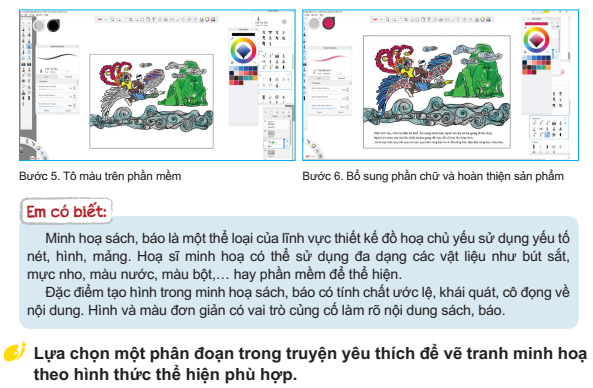 Bước 5. Tô màu trên phần mềm
Bước 6. Bổ sung phần chữ và hoàn thiện sản phẩm
Em có biết:
Minh hoạ sách, báo là một thể loại của lĩnh vực thiết kế đồ hoạ chủ yếu sử dụng yếu tố
nét, hình, mảng. Hoạ sĩ minh hoạ có thể sử dụng đa dạng các vật liệu như bút sắt,
mực nho, màu nước, màu bột,... hay phần mềm để thể hiện.
Đặc điểm tạo hình trong minh hoạ sách, báo có tính chất ước lệ, khái quát, cô đọng về
nội dung. Hình và màu đơn giản có vai trò củng cố làm rõ nội dung sách, báo.
Lựa chọn một phân đoạn trong truyện yêu thích để vẽ tranh minh hoạ
theo hình thức thể hiện phù hợp.